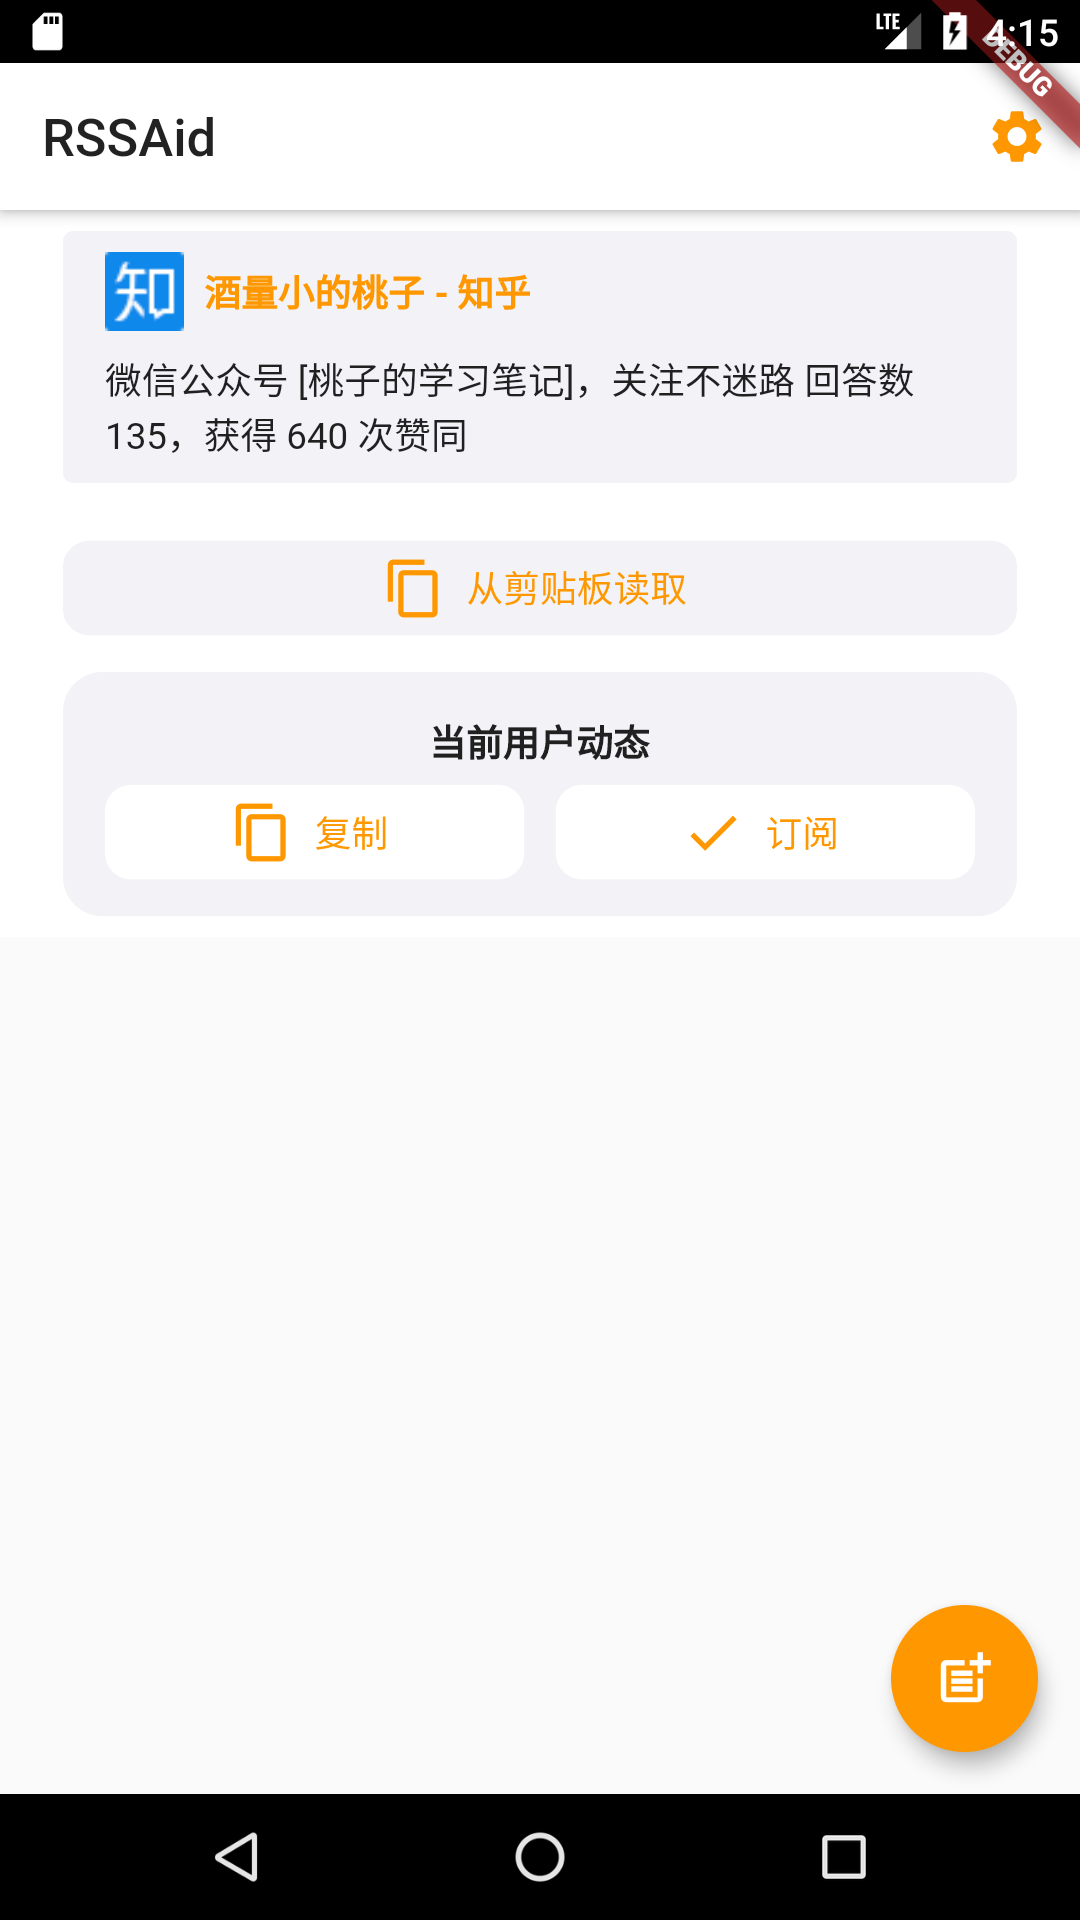 LTE
4:15
DEBUG
RSSAid
知
酒量小的桃子 - 知乎
微信公众号 [桃子的学习笔记]，关注不迷路 回答数
135，获得 640 次赞同
从剪贴板读取
当前用户动态
复制
订阅